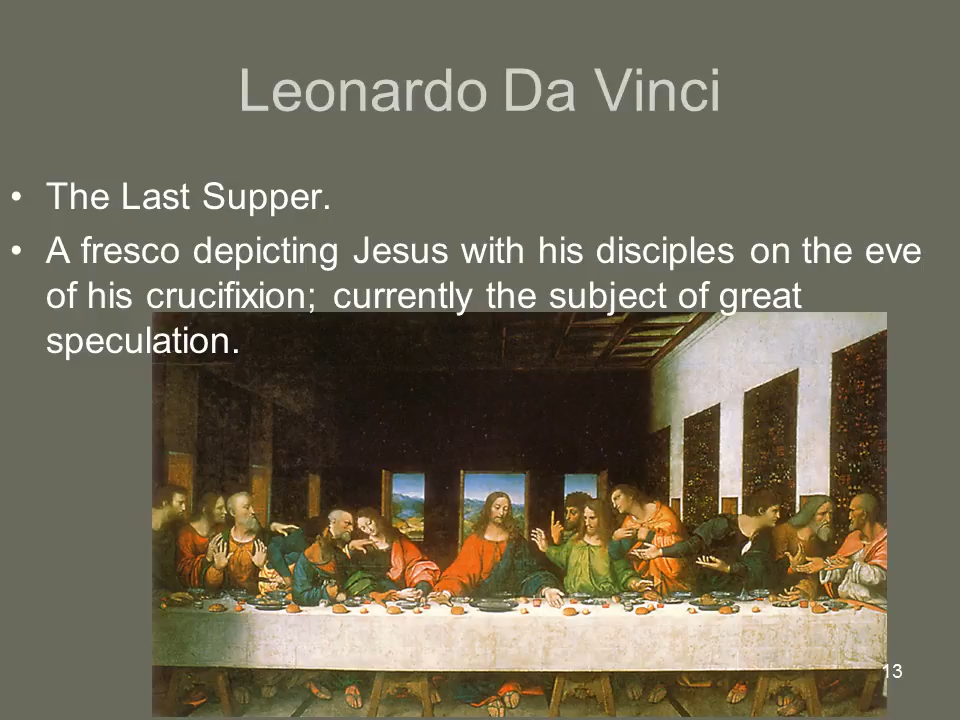 Leonardo Da Vinci
• The Last Supper.
• A fresco depicting Jesus with his disciples on the eve
of his crucifixion; currently the subject of great
speculation.
13